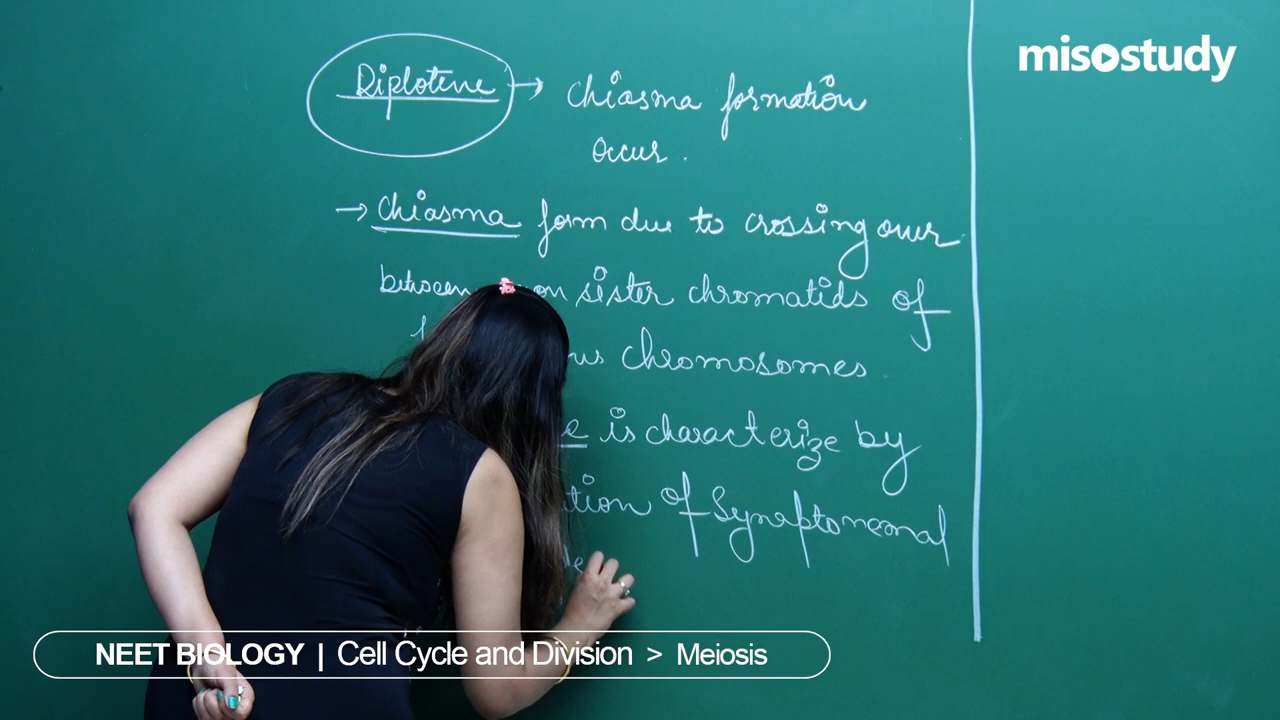 misostudy
Diplotene → chiasma formation
occur.
→ chiasma form due to crossing over
between non sister chromatids of
chromosomes
is characterize by
of Synaptonemal
NEET BIOLOGY | Cell Cycle and Division > Meiosis